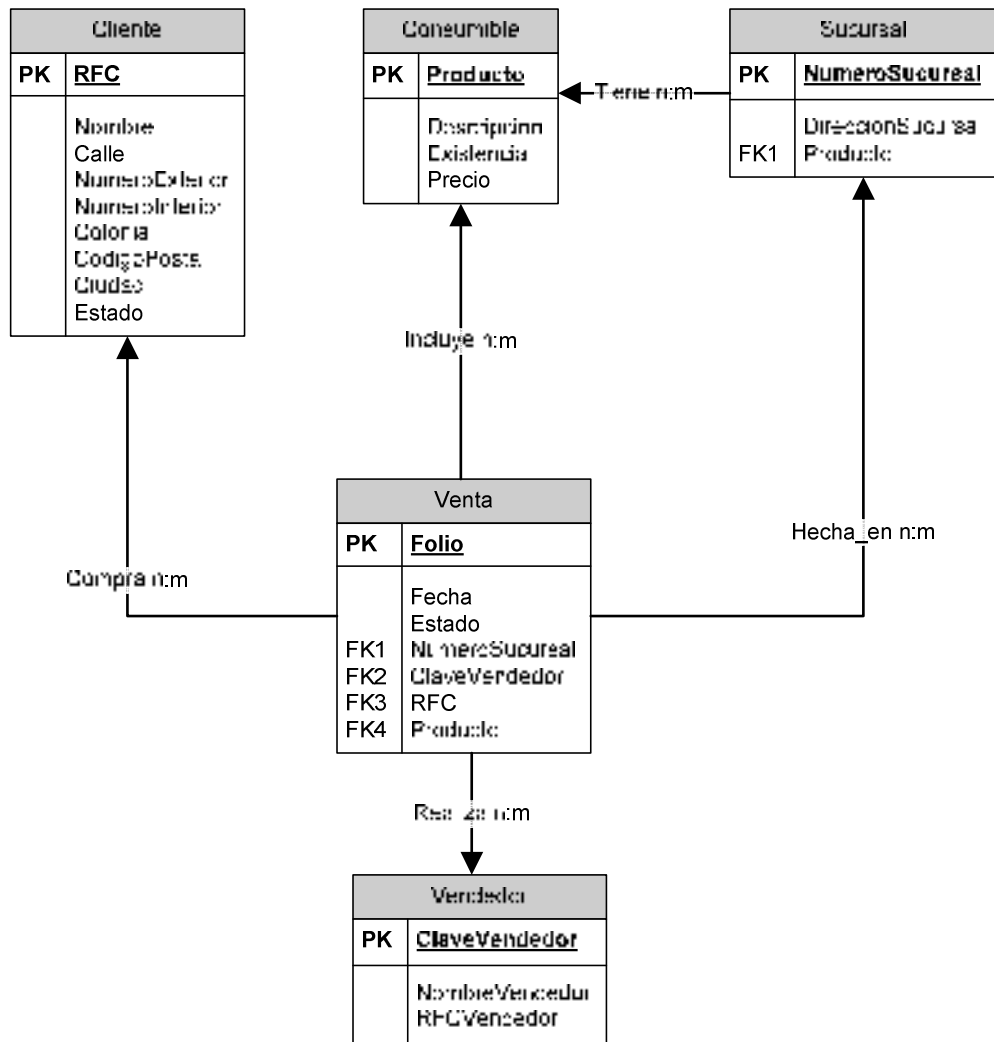 Cliente
PK RFC
Nombre
Calle
NumeroExterior
NumeroInterior
Colonia
CodigoPosta
Ciudad
Estado
Consumible
PK Producto
Descripcion
Existencia
Precio
Sucursal
PK NumeroSucursal
DireccionSucursal
FK1 Producto
Tiene n:m
Incluye n:m
Hecha_en n:m
Compra n:m
Venta
PK Folio
Fecha
Estado
FK1 NumeroSucursal
FK2 ClaveVendedor
FK3 RFC
FK4 Producto
Realiza n:m
Vendedor
PK ClaveVendedor
NombreVendedor
RFCVendedor